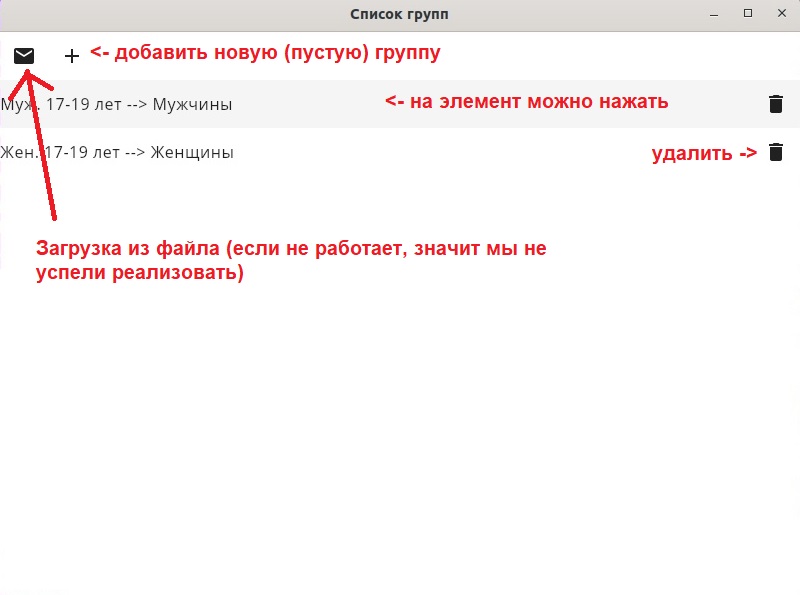 Список групп
<- добавить новую (пустую) группу
Муж. 17-19 лет --> Мужчины
<- на элемент можно нажать
Жен. 17-19 лет --> Женщины
удалить ->
Загрузка из файла (если не работает, значит мы не
успели реализовать)